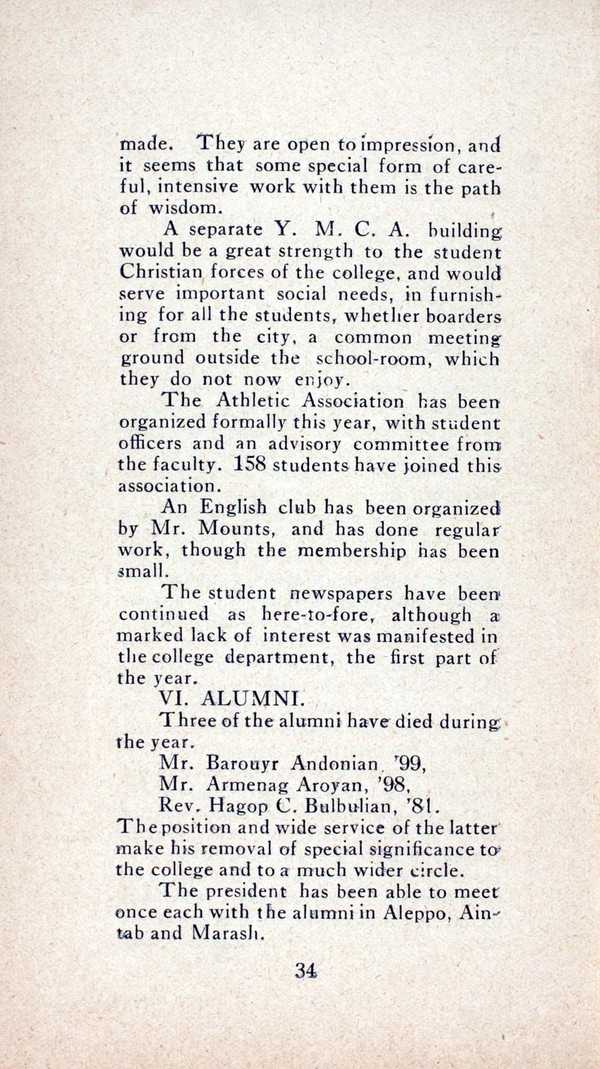 made. They are open to impression, and
it seems that some special form of care-
ful, intensive work with them is the path
of wisdom.
A separate Y. M. C. A. building
would be a great strength to the student
Christian forces of the college, and would
serve important social needs, in furnish-
ing for all the students, whether boarders
or from the city, a common meeting
ground outside the school-room, which
they do not now enjoy.
The Athletic Association has been
organized formally this year, with student
officers and an advisory committee from
the faculty. 158 students have joined this
association.
An English club has been organized
by Mr. Mounts, and has done regular
work, though the membership has been
small.
The student newspapers have been
continued as here-to-fore, although a
marked lack of interest was manifested in
the college department, the first part of
the year.
VI. ALUMNI.
Three of the alumni have died during
the year.
Mr. Barouyr Andonian, '99,
Mr. Armenag Aroyan, '98,
Rev. Hagop C. Bulbulian, '81.
The position and wide service of the latter
make his removal of special significance to
the college and to a much wider circle.
The president has been able to meet
once each with the alumni in Aleppo, Ain-
tab and Marash.
34